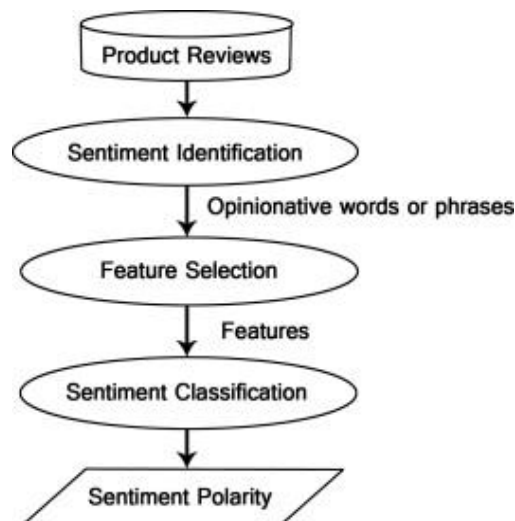 Product Reviews
Sentiment Identification
Opinionative words or phrases
Feature Selection
Features
Sentiment Classification
Sentiment Polarity